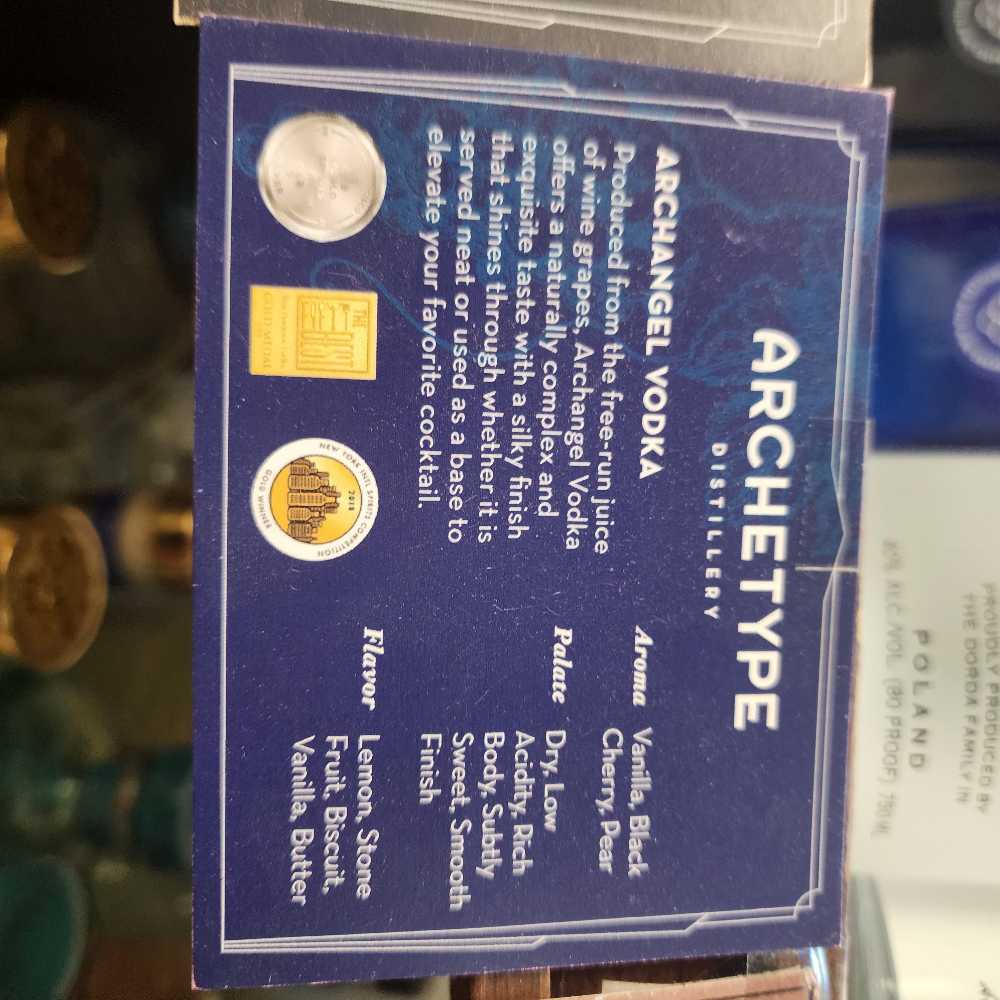 ARCHETYPE
DISTILLERY
ARCHANGEL VODKA
Produced from the free-run juice
of wine grapes, Archangel Vodka
offers a naturally complex and
exquisite taste with a silky finish
that shines through whether it is
served neat or used as a base to
elevate your favorite cocktail.
Aroma Vanilla, Black
Cherry, Pear
Palate Dry, Low
Acidity, Rich
Body, Subtly
Sweet, Smooth
Finish
Flavor Lemon, Stone
Fruit, Biscuit,
Vanilla, Butter
THE
GOLD MEDAL
NEW YORK INTL SPIRITS COMPETITION
2018
GOLD WINNER
PROUDLY PRODUCED BY
THE DORDA FAMILY IN
POLAND
40% ALC./VOL. (80 PROOF) 750ML